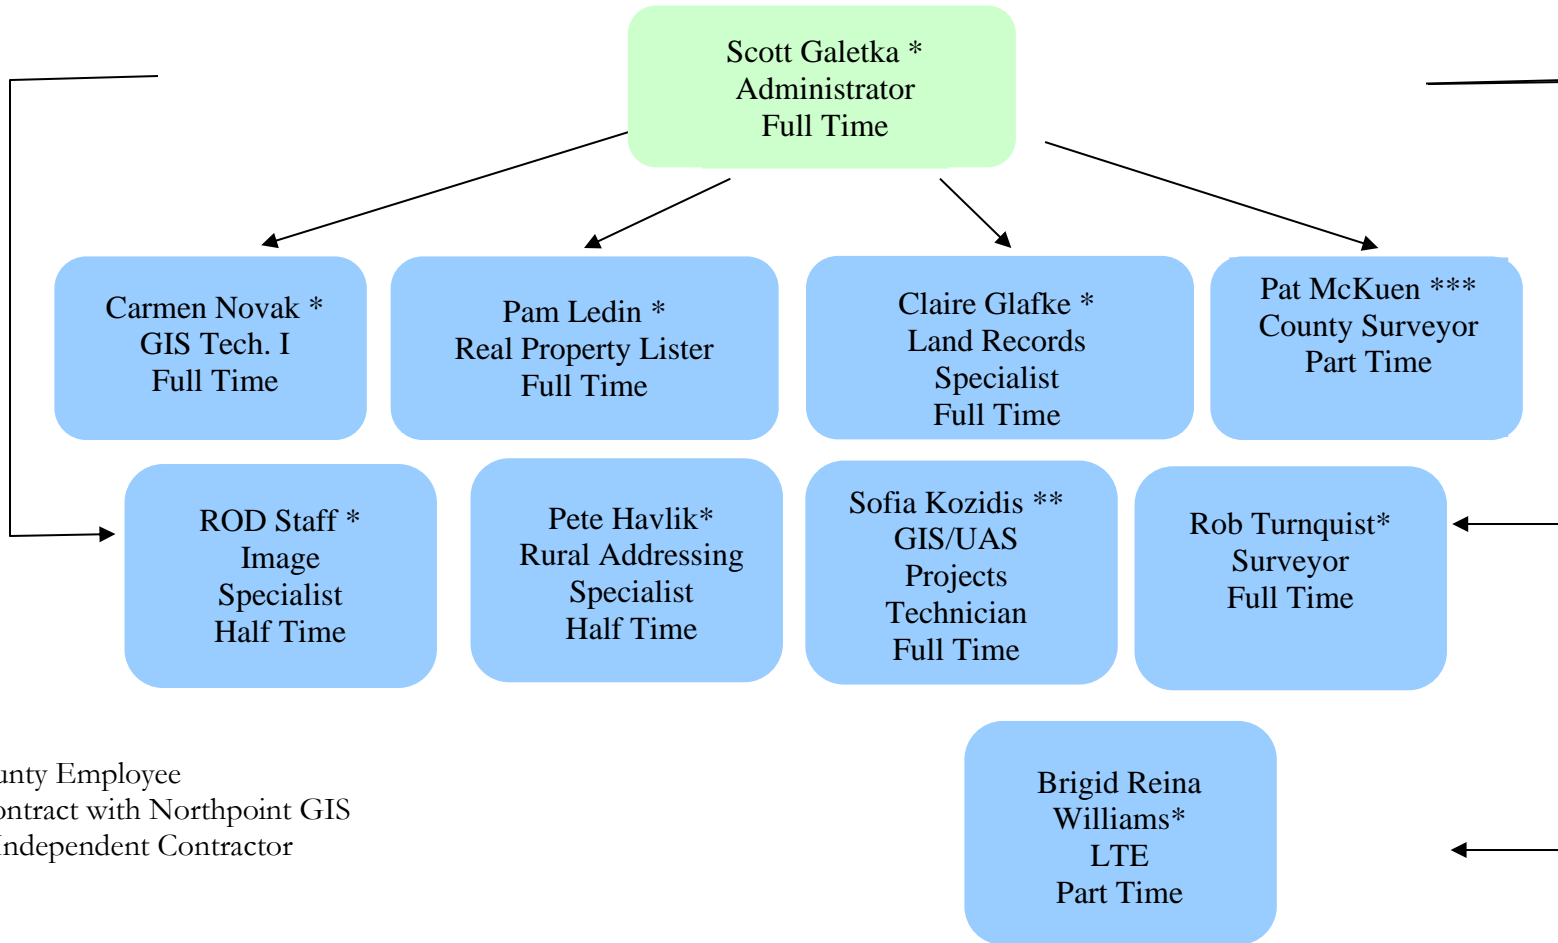 Scott Galetka *
Administrator
Full Time
Carmen Novak *
GIS Tech. I
Full Time
Pam Ledin *
Real Property Lister
Full Time
Claire Glafke *
Land Records
Specialist
Full Time
Pat McKuen ***
County Surveyor
Part Time
ROD Staff *
Image
Specialist
Half Time
Pete Havlik*
Rural Addressing
Specialist
Half Time
Sofia Kozidis **
GIS/UAS
Projects
Technician
Full Time
Rob Turnquist*
Surveyor
Full Time
Brigid Reina
Williams*
LTE
Part Time
unty Employee
ontract with Northpoint GIS
Independent Contractor